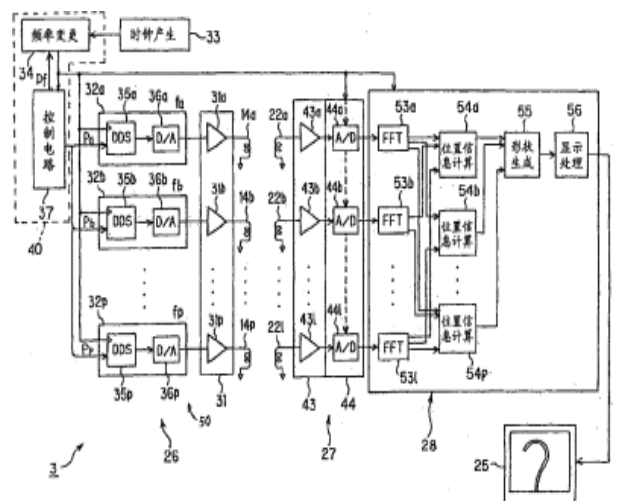 频率变更
时钟产生
33
34
Df
控制电路
37
40
32a
35a
36a
fa
31a
14a
22a
43a
44a
53a
54a
55
56
Pa
DDS
D/A
A/D
FFT
位置信息计算
形状生成
显示处理
32b
35b
36b
fb
31b
14b
22b
43b
44b
53b
54b
Pb
DDS
D/A
A/D
FFT
位置信息计算
32p
fp
31p
14p
22l
43l
44l
Pp
DDS
D/A
A/D
FFT
位置信息计算
35p
36p
31
43
44
53l
54p
50
3
26
27
28
25